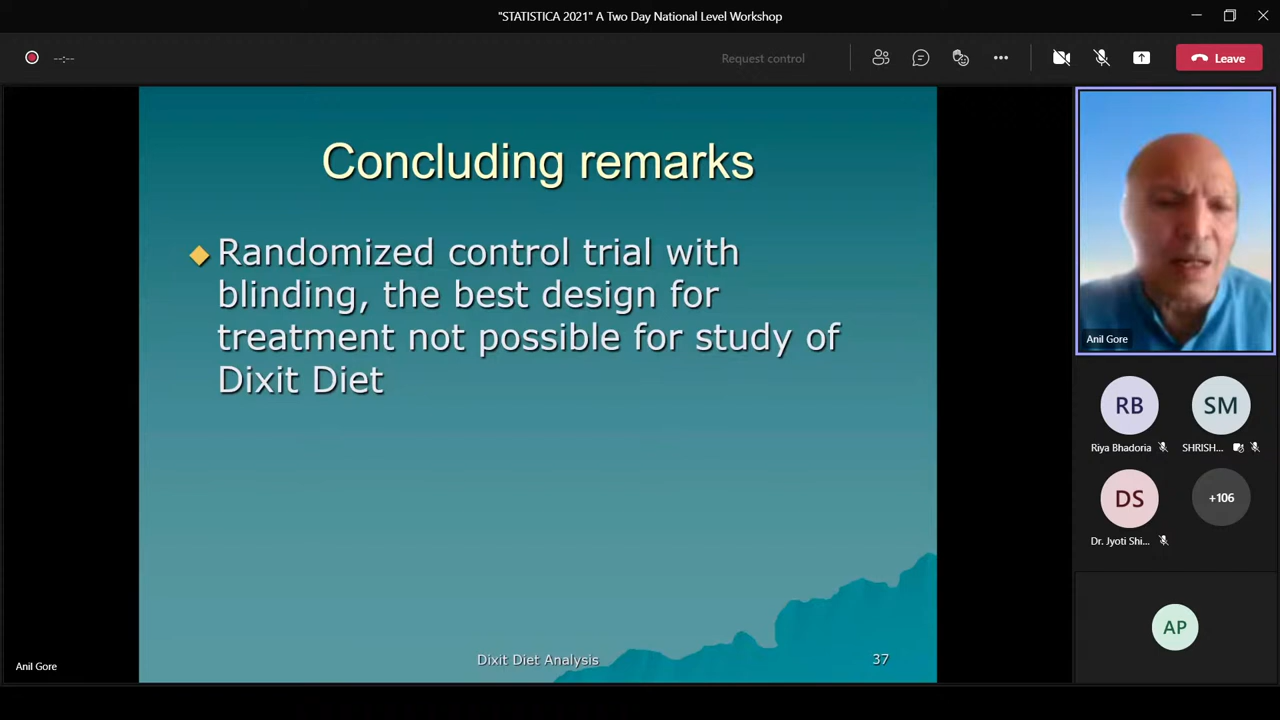 "STATISTICA 2021" A Two Day National Level Workshop
--:--
Request control
Leave
Concluding remarks
Randomized control trial with
blinding, the best design for
treatment not possible for study of
Dixit Diet
Dixit Diet Analysis
37
Anil Gore
Anil Gore
RB
SM
Riya Bhadoria
SHRISH...
DS
+106
Dr. Jyoti Shi...
AP